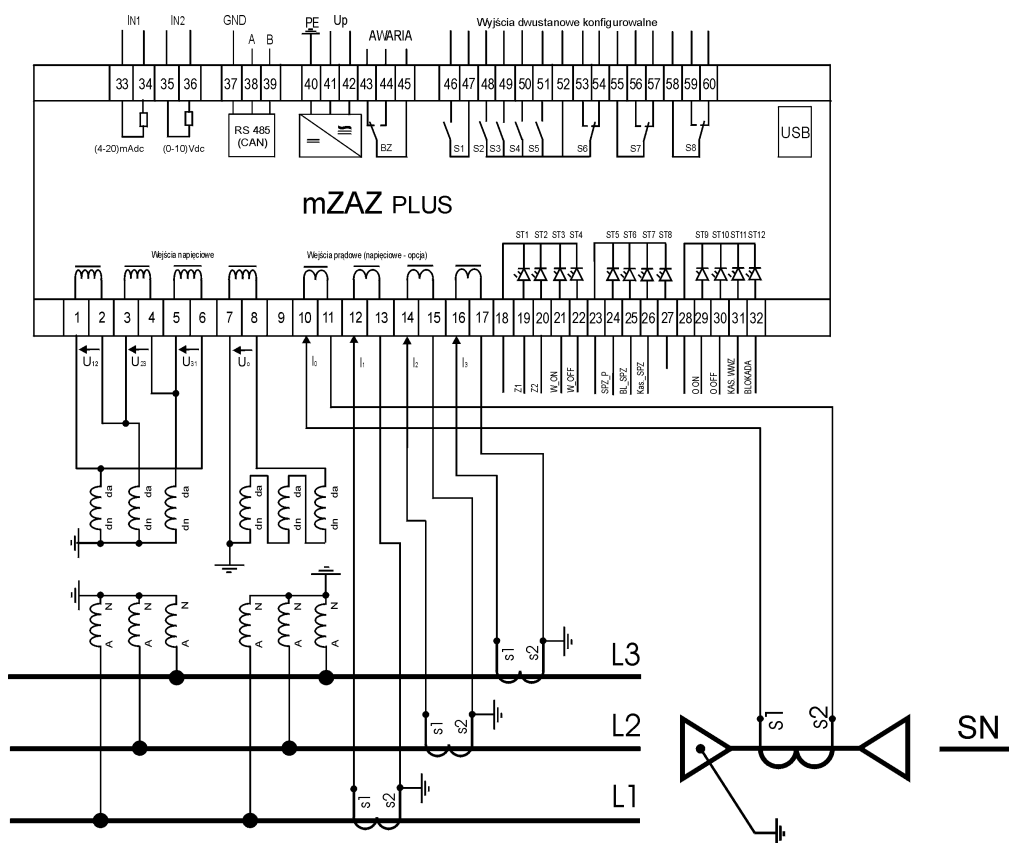 IN1 IN2 GND A B PE Up AWARIA Wyjścia dwustanowe konfigurowalne
33 34 35 36 37 38 39 40 41 42 43 44 45 46 47 48 49 50 51 52 53 54 55 56 57 58 59 60
(4-20)mAdc (0-10)Vdc
RS 485
(CAN)
BZ S1 S2 S3 S4 S5 S6 S7 S8
USB
mZAZ PLUS
Wejścia napięciowe
Wejścia prądowe (napięciowe - opcja)
ST1 ST2 ST3 ST4 ST5 ST6 ST7 ST8 ST9 ST10 ST11 ST12
1 2 3 4 5 6 7 8 9 10 11 12 13 14 15 16 17 18 19 20 21 22 23 24 25 26 27 28 29 30 31 32
U12 U23 U31 U0 I0 I1 I2 I3
Z1 Z2 W_ON W_OFF SPZ_P BL_SPZ Kas_SPZ O ON O OFF KAS. WWZ BLOKADA
da da da da da da
dn dn dn dn dn dn
N N N N N N
A A A A A A
s1 s2 L3
s1 s2 L2
s1 s2 SN
s1 s2 L1